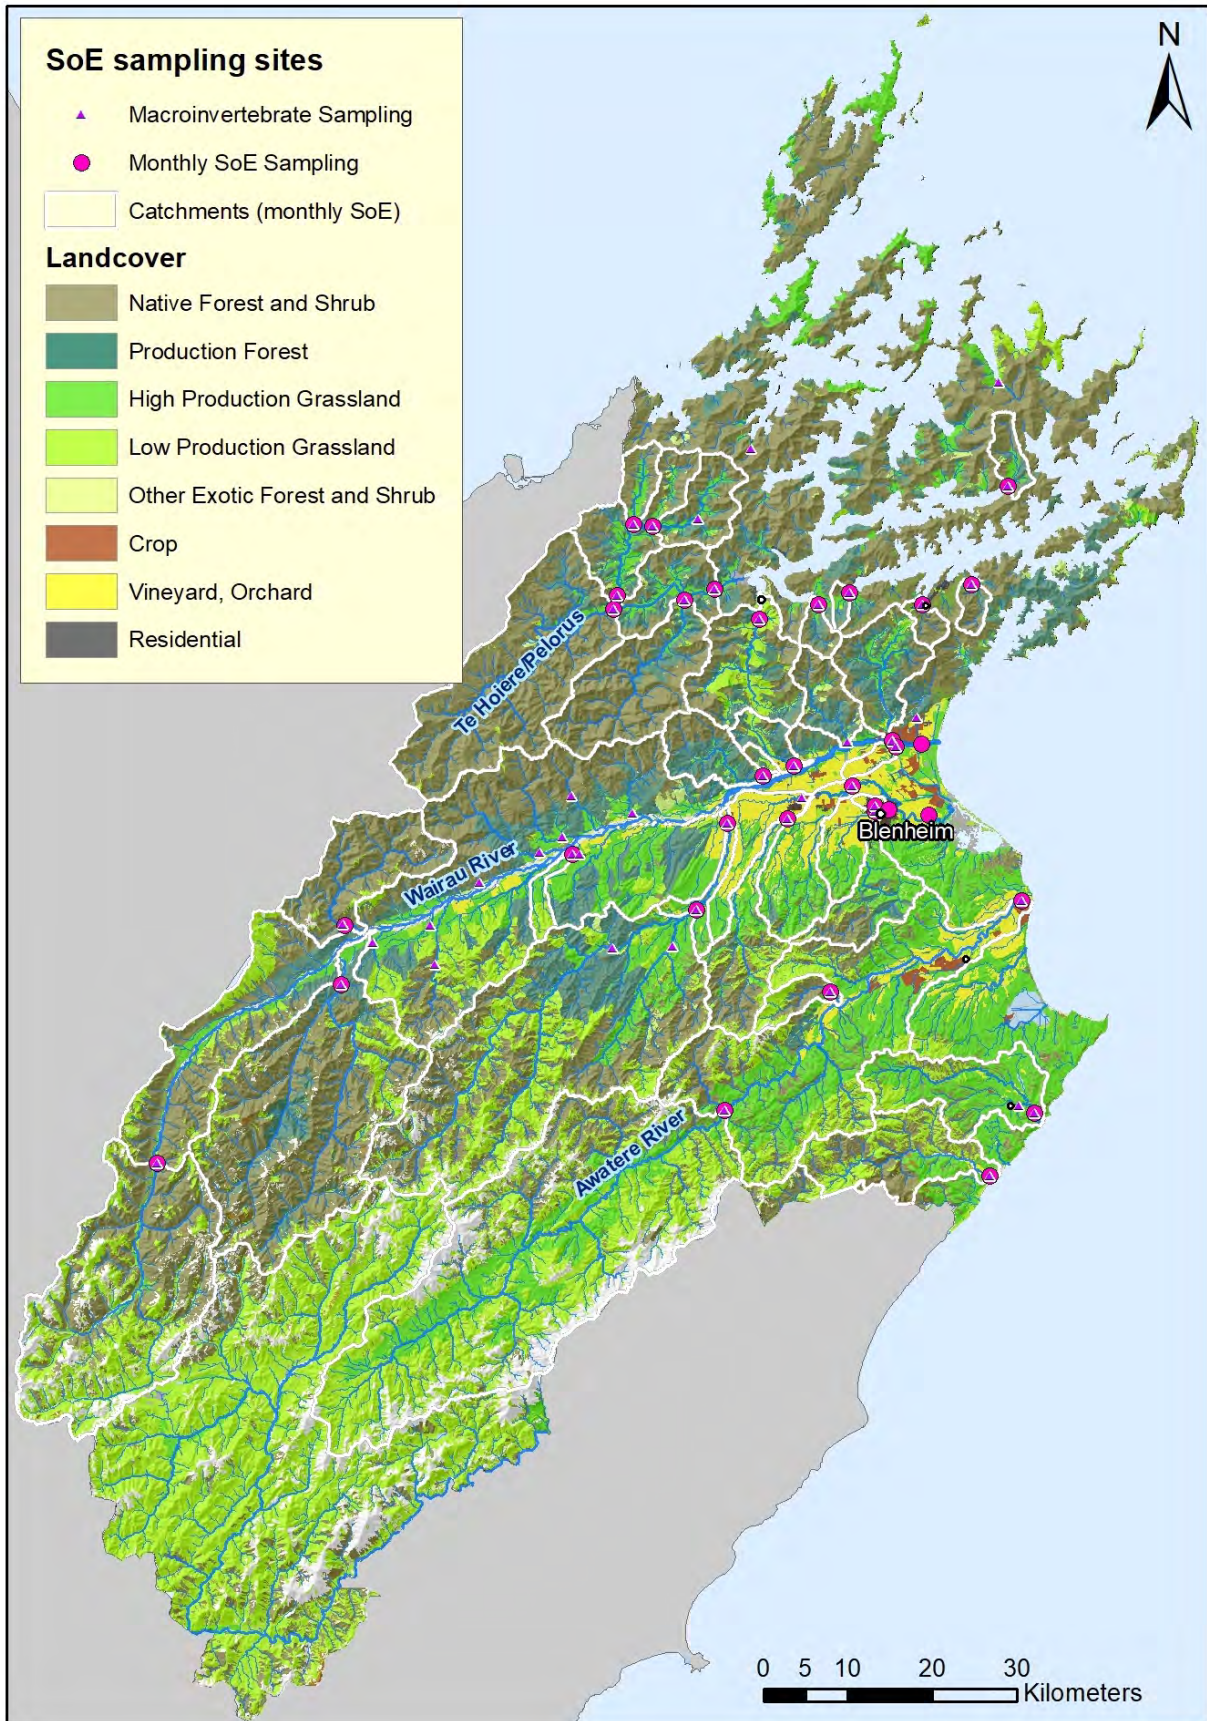 SoE sampling sites
Macroinvertebrate Sampling
Monthly SoE Sampling
Catchments (monthly SoE)
Landcover
Native Forest and Shrub
Production Forest
High Production Grassland
Low Production Grassland
Other Exotic Forest and Shrub
Crop
Vineyard, Orchard
Residential
N
Te Hoiere/Pelorus
Wairau River
Blenheim
Awatere River
0 5 10 20 30
Kilometers